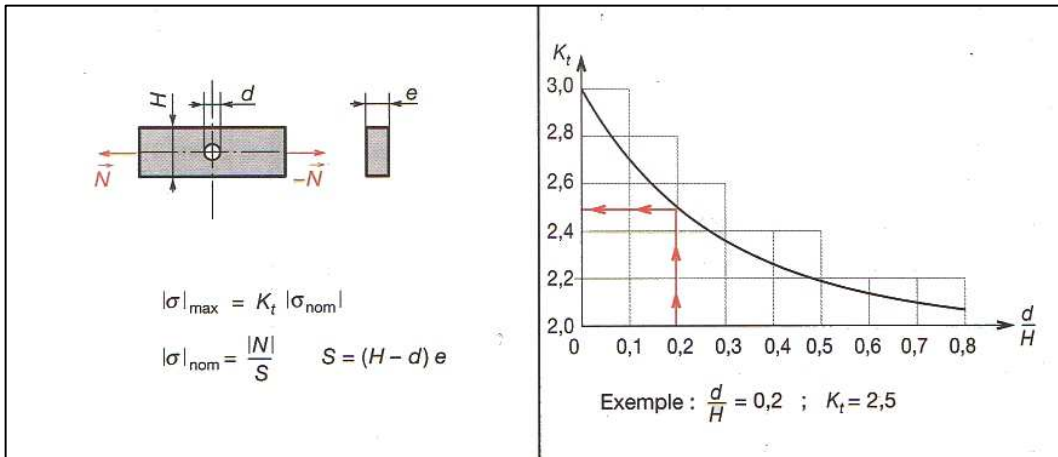 H
d
e
N⃗
−N⃗
|σ|max = Kt |σnom|
|σ|nom = |N| / S    S = (H − d) e
Kt
3,0
2,8
2,6
2,4
2,2
2,0
0 0,1 0,2 0,3 0,4 0,5 0,6 0,7 0,8
d/H
Exemple : d/H = 0,2 ; Kt = 2,5